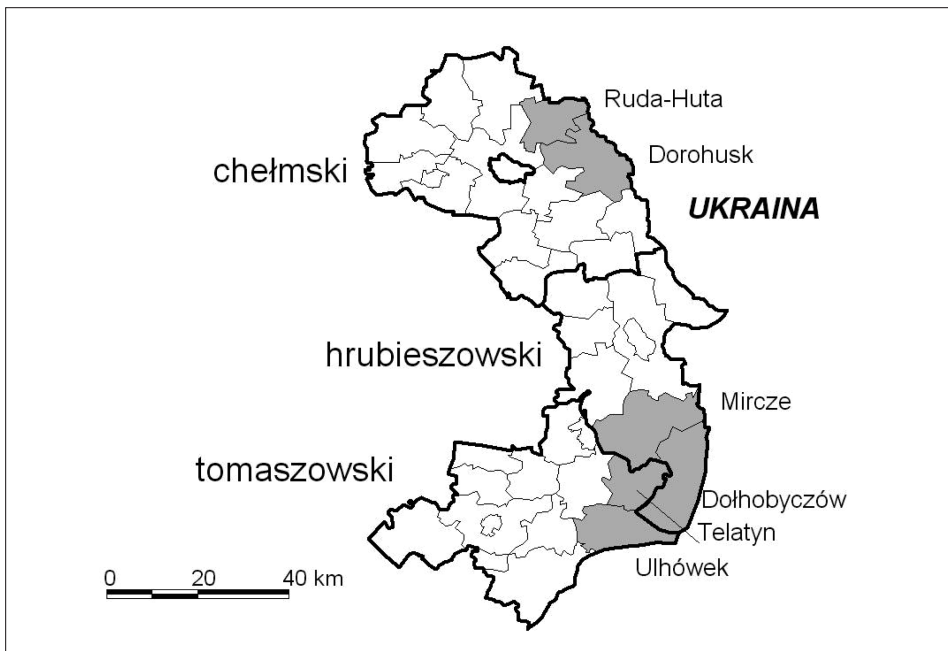 Ruda-Huta
Dorohusk
chełmski
UKRAINA
hrubieszowski
Mircze
tomaszowski
Dołhobyczów
Telatyn
Ulhówek
0 20 40 km